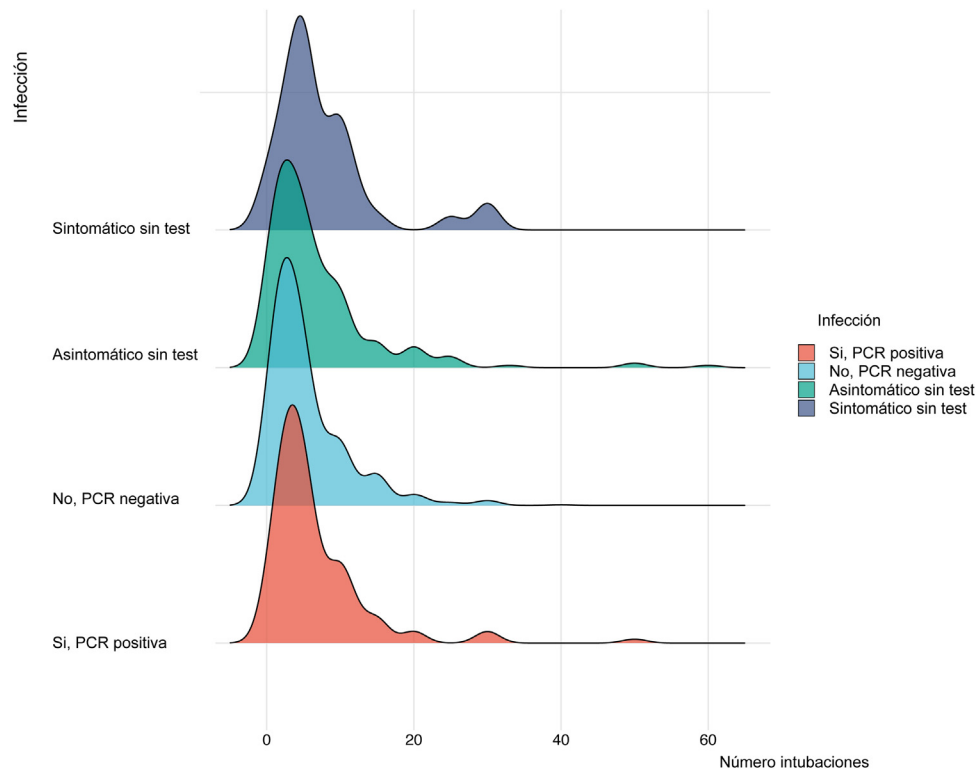 Infección
Sintomático sin test
Asintomático sin test
No, PCR negativa
Si, PCR positiva
0 20 40 60
Número intubaciones
Infección
Si, PCR positiva
No, PCR negativa
Asintomático sin test
Sintomático sin test